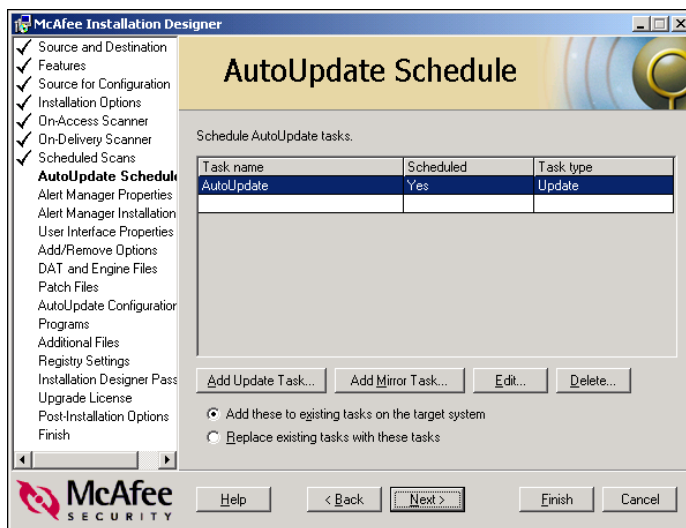 McAfee Installation Designer
Source and Destination
Features
Source for Configuration
Installation Options
On-Access Scanner
On-Delivery Scanner
Scheduled Scans
AutoUpdate Schedule
Alert Manager Properties
Alert Manager Installation
User Interface Properties
Add/Remove Options
DAT and Engine Files
Patch Files
AutoUpdate Configuration
Programs
Additional Files
Registry Settings
Installation Designer Pass
Upgrade License
Post-Installation Options
Finish
AutoUpdate Schedule
Schedule AutoUpdate tasks.
Task name Scheduled Task type
AutoUpdate Yes Update
Add Update Task... Add Mirror Task... Edit... Delete...
Add these to existing tasks on the target system
Replace existing tasks with these tasks
McAfee
SECURITY
Help < Back Next > Finish Cancel